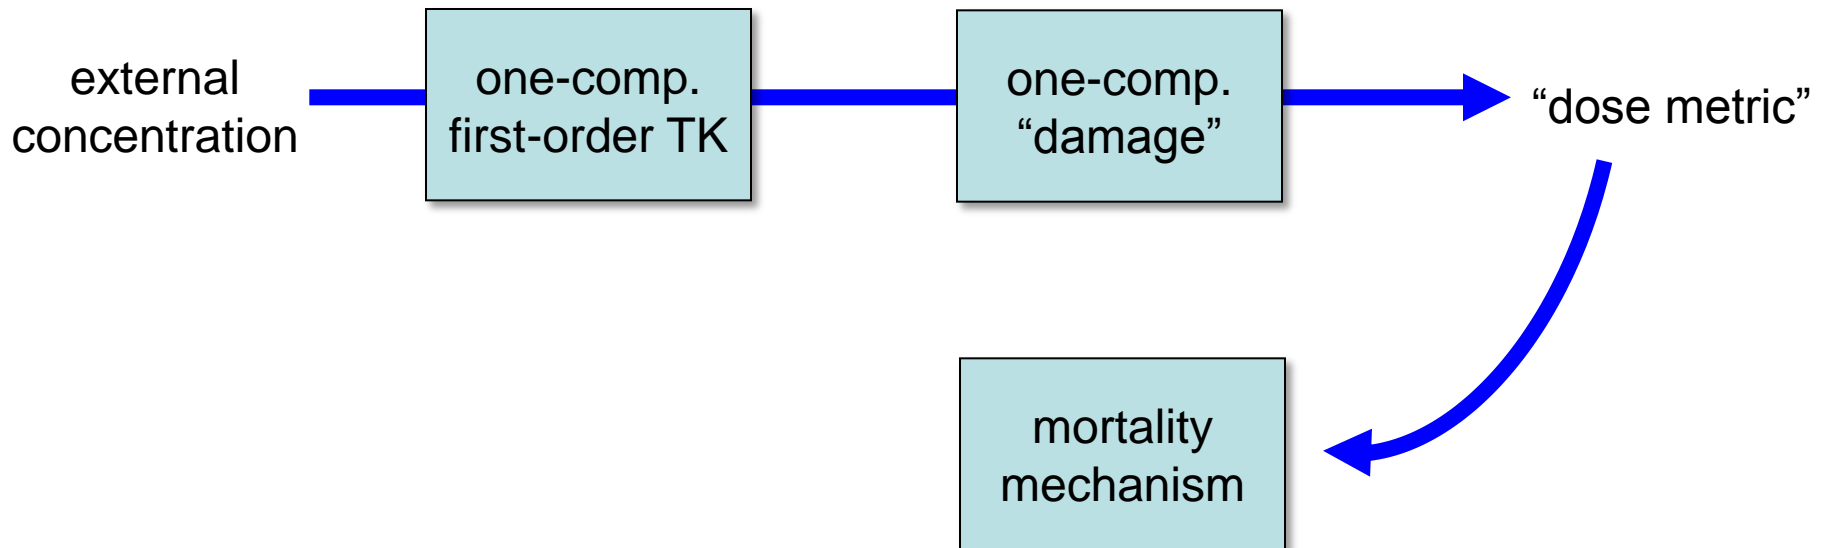 external
concentration
one-comp.
first-order TK
one-comp.
“damage”
“dose metric”
mortality
mechanism